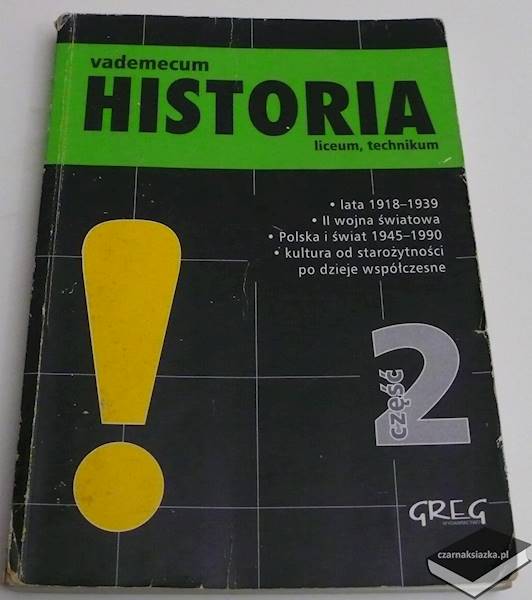 vademecum
HISTORIA
liceum, technikum
• lata 1918–1939
• II wojna światowa
• Polska i świat 1945–1990
• kultura od starożytności
po dzieje współczesne
część 2
GREG
WYDAWNICTWO
czarnaksiazka.pl